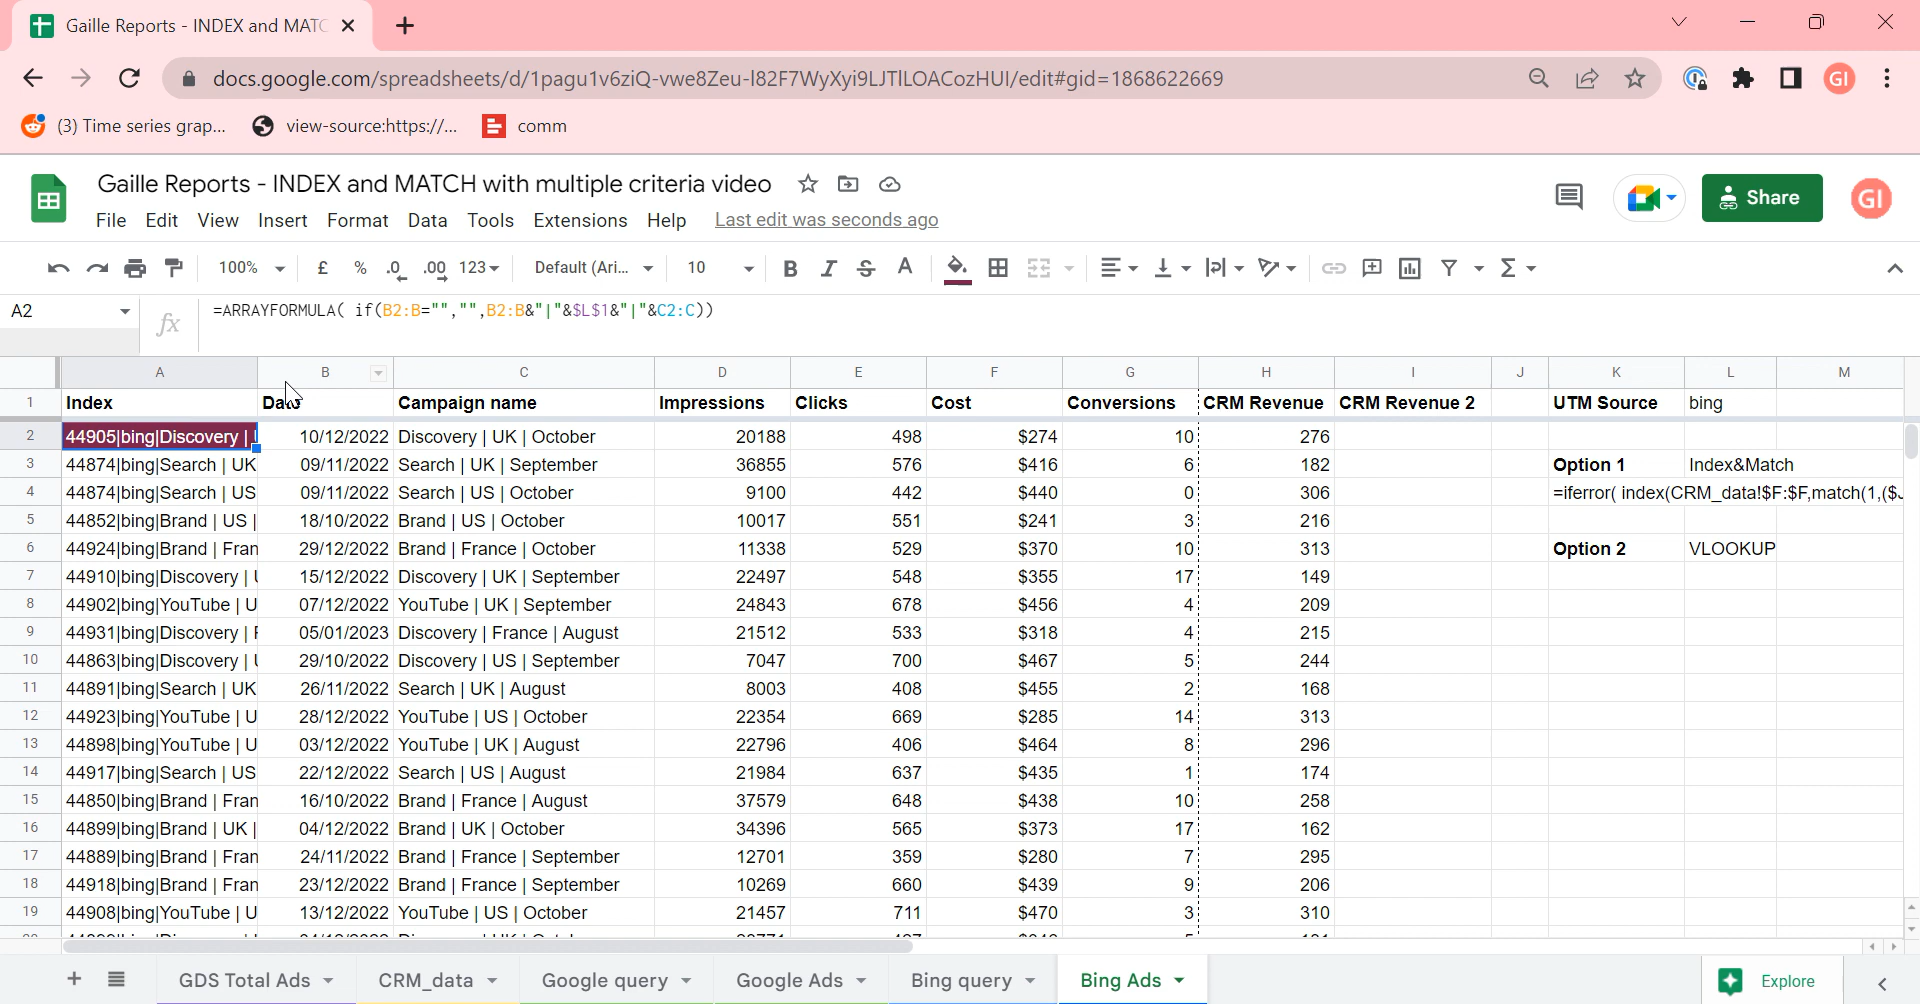 Gaille Reports - INDEX and MATC
docs.google.com/spreadsheets/d/1pagu1v6ziQ-vwe8Zeu-l82F7WyXyi9LJTlLOACozHUI/edit#gid=1868622669
GI
(3) Time series grap... view-source:https://... comm
Gaille Reports - INDEX and MATCH with multiple criteria video
Share
GI
File Edit View Insert Format Data Tools Extensions Help Last edit was seconds ago
100% £ % .0 .00 123 Default (Ari... 10 B I S A Σ
A2 fx =ARRAYFORMULA( if(B2:B="","",B2:B&"|"&$L$1&"|"&C2:C))
A B C D E F G H I J K L M
1 Index Date Campaign name Impressions Clicks Cost Conversions CRM Revenue CRM Revenue 2 UTM Source bing
2 44905|bing|Discovery | 10/12/2022 Discovery | UK | October 20188 498 $274 10 276
3 44874|bing|Search | UK 09/11/2022 Search | UK | September 36855 576 $416 6 182 Option 1 Index&Match
4 44874|bing|Search | US 09/11/2022 Search | US | October 9100 442 $440 0 306 =iferror( index(CRM_data!$F:$F,match(1,($J
5 44852|bing|Brand | US | 18/10/2022 Brand | US | October 10017 551 $241 3 216
6 44924|bing|Brand | Fran 29/12/2022 Brand | France | October 11338 529 $370 10 313 Option 2 VLOOKUP
7 44910|bing|Discovery | U 15/12/2022 Discovery | UK | September 22497 548 $355 17 149
8 44902|bing|YouTube | U 07/12/2022 YouTube | UK | September 24843 678 $456 4 209
9 44931|bing|Discovery | F 05/01/2023 Discovery | France | August 21512 533 $318 4 215
10 44863|bing|Discovery | U 29/10/2022 Discovery | US | September 7047 700 $467 5 244
11 44891|bing|Search | UK 26/11/2022 Search | UK | August 8003 408 $455 2 168
12 44923|bing|YouTube | U 28/12/2022 YouTube | US | October 22354 669 $285 14 313
13 44898|bing|YouTube | U 03/12/2022 YouTube | UK | August 22796 406 $464 8 296
14 44917|bing|Search | US 22/12/2022 Search | US | August 21984 637 $435 1 174
15 44850|bing|Brand | Fran 16/10/2022 Brand | France | August 37579 648 $438 10 258
16 44899|bing|Brand | UK | 04/12/2022 Brand | UK | October 34396 565 $373 17 162
17 44889|bing|Brand | Fran 24/11/2022 Brand | France | September 12701 359 $280 7 295
18 44918|bing|Brand | Fran 23/12/2022 Brand | France | September 10269 660 $439 9 206
19 44908|bing|YouTube | U 13/12/2022 YouTube | US | October 21457 711 $470 3 310
GDS Total Ads CRM_data Google query Google Ads Bing query Bing Ads Explore